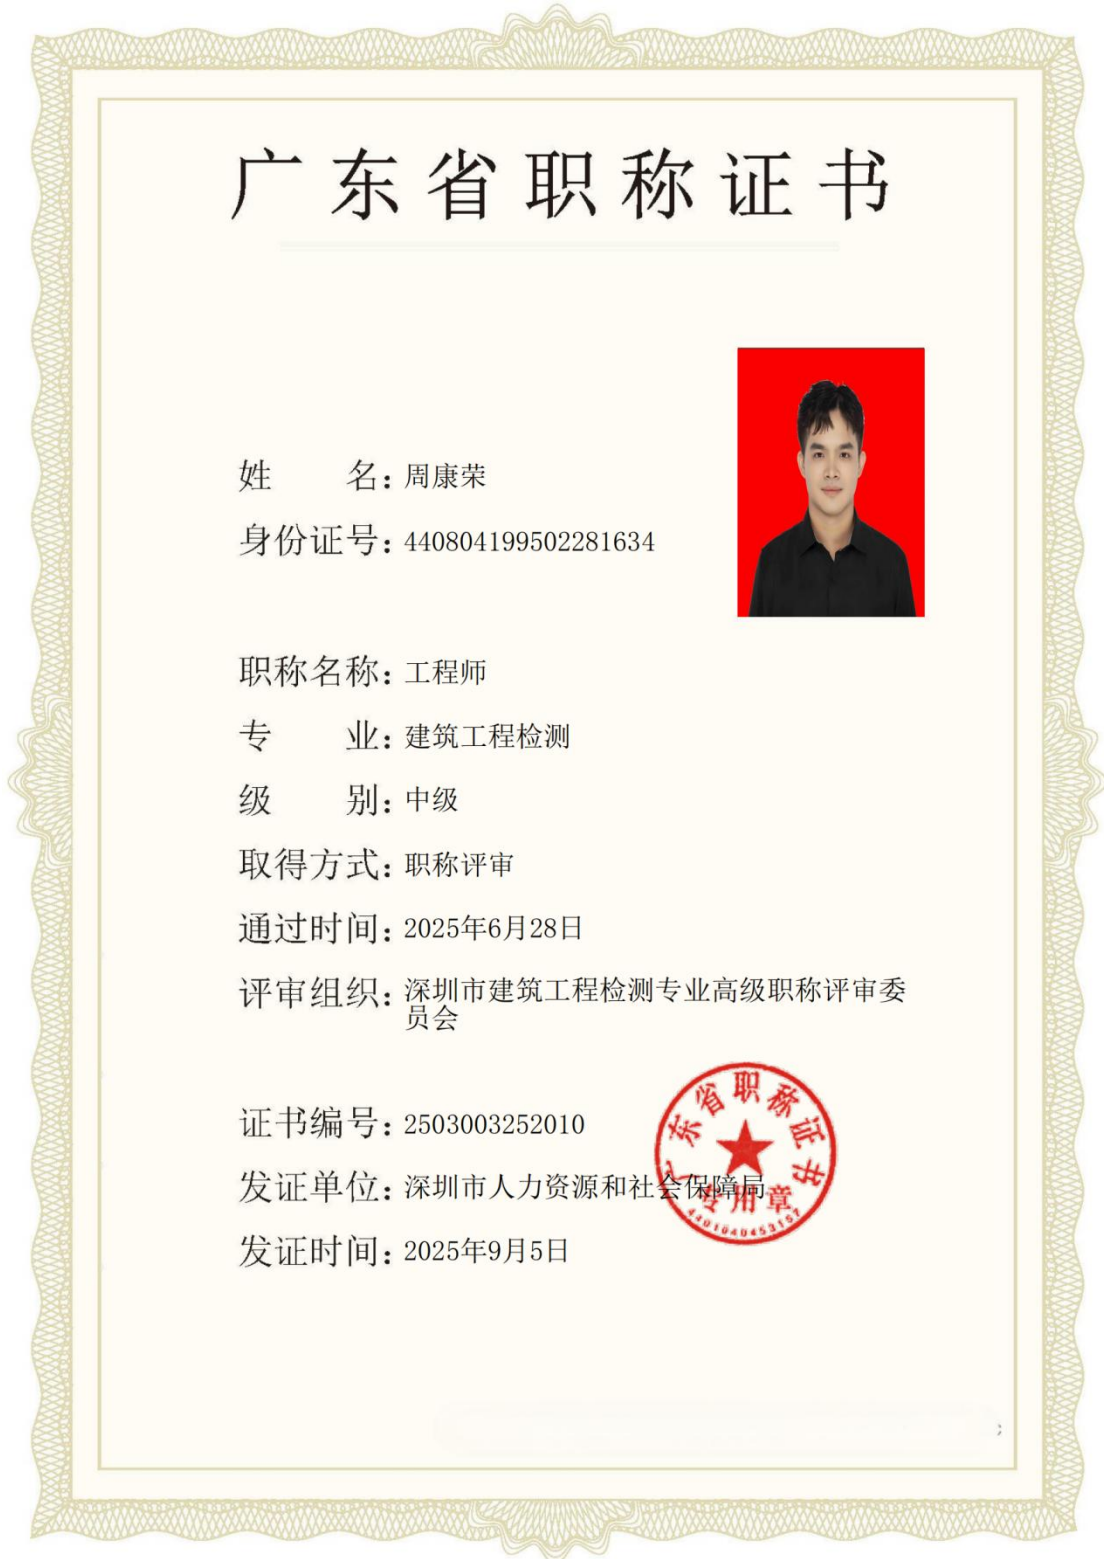 广东省职称证书
姓名：周康荣
身份证号：440804199502281634
职称名称：工程师
专业：建筑工程检测
级别：中级
取得方式：职称评审
通过时间：2025年6月28日
评审组织：深圳市建筑工程检测专业高级职称评审委
员会
证书编号：2503003252010
发证单位：深圳市人力资源和社会保障局
发证时间：2025年9月5日
广东省职称证书
专用章
4401040453157